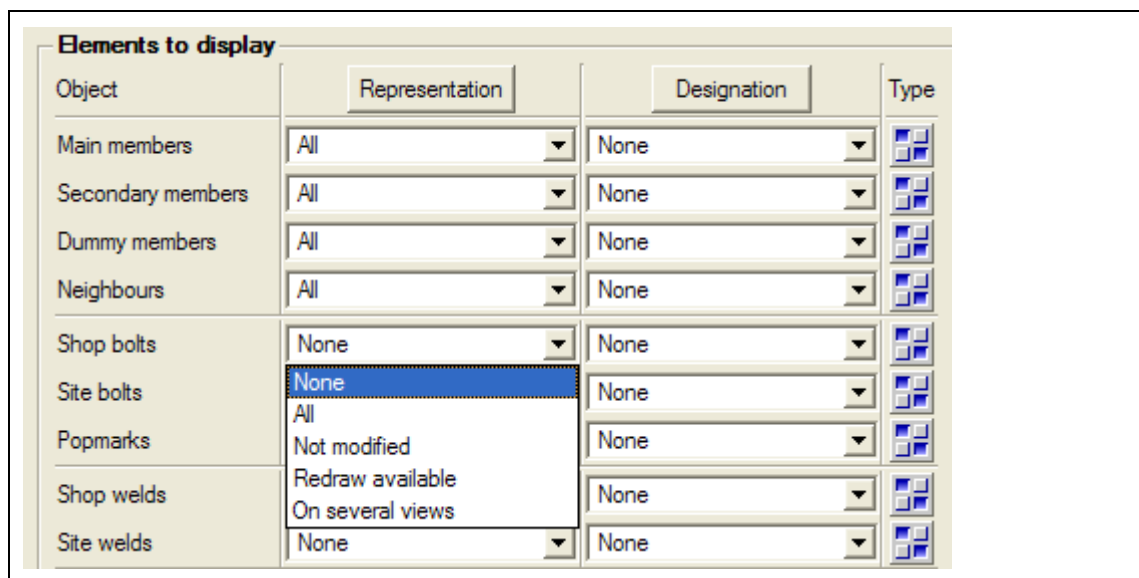 Elements to display
Object Representation Designation Type
Main members All None
Secondary members All None
Dummy members All None
Neighbours All None
Shop bolts None None
None
Site bolts None
All
Popmarks Not modified None
Redraw available
Shop welds None
On several views
Site welds None None